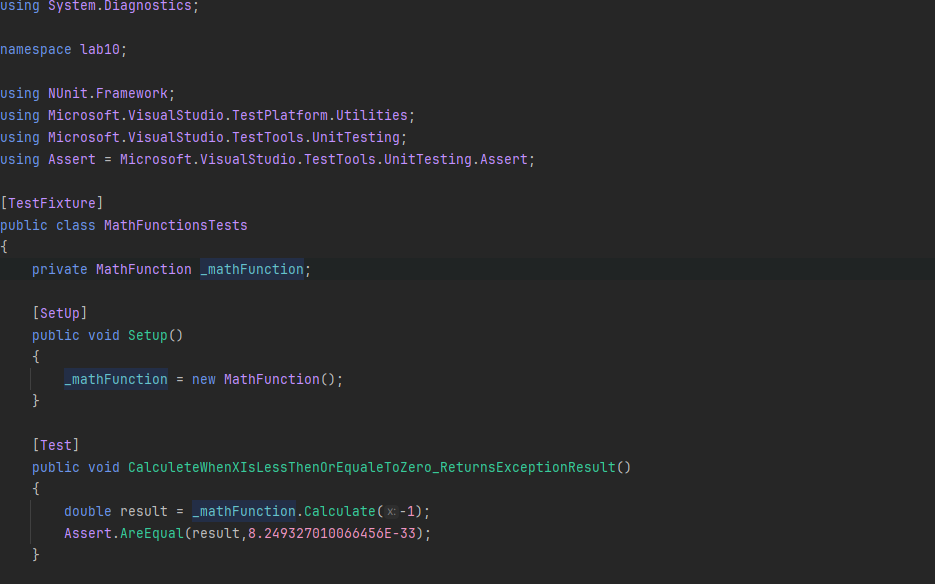 using System.Diagnostics;
namespace lab10;
using NUnit.Framework;
using Microsoft.VisualStudio.TestPlatform.Utilities;
using Microsoft.VisualStudio.TestTools.UnitTesting;
using Assert = Microsoft.VisualStudio.TestTools.UnitTesting.Assert;
[TestFixture]
public class MathFunctionsTests
{
private MathFunction _mathFunction;
[SetUp]
public void Setup()
{
_mathFunction = new MathFunction();
}
[Test]
public void CalculeteWhenXIsLessThenOrEqualeToZero_ReturnsExceptionResult()
{
double result = _mathFunction.Calculate(x:-1);
Assert.AreEqual(result,8.249327010066456E-33);
}